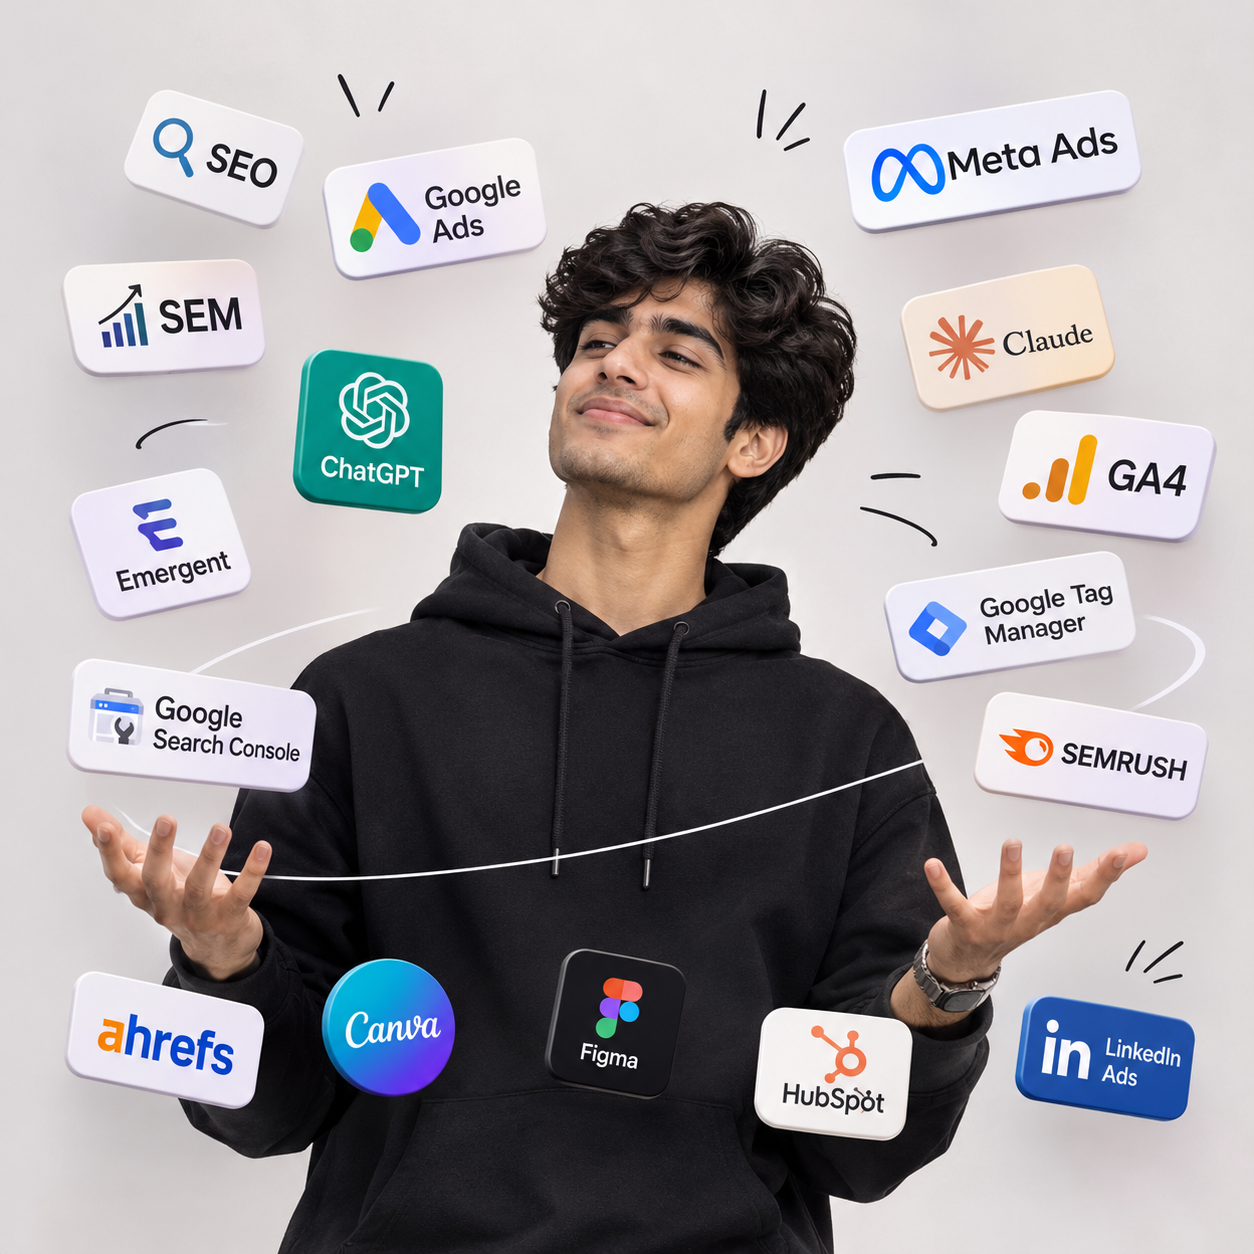 SEO
Google
Ads
Meta Ads
SEM
Claude
ChatGPT
GA4
Emergent
Google Tag
Manager
Google
Search Console
SEMRUSH
ahrefs
Canva
Figma
HubSpot
in
LinkedIn
Ads